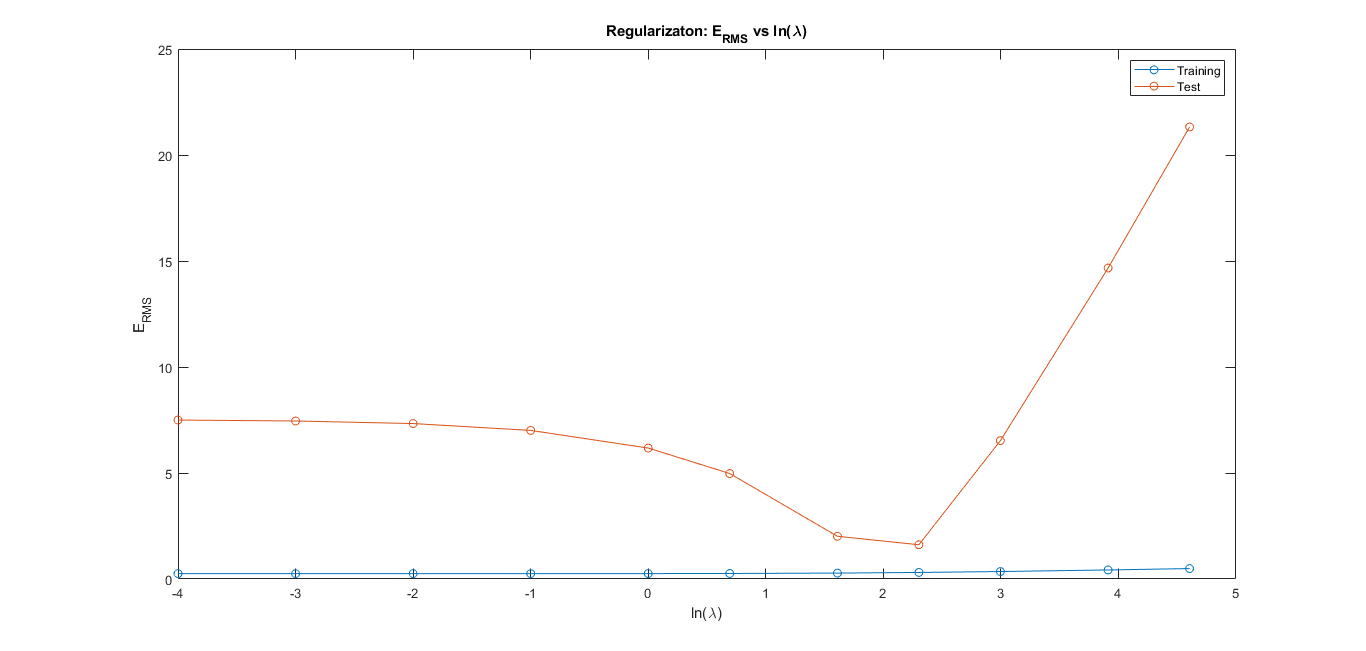 Regularizaton: E_RMS vs ln(λ)
Training
Test
25
20
15
10
5
0
E_RMS
-4 -3 -2 -1 0 1 2 3 4 5
ln(λ)